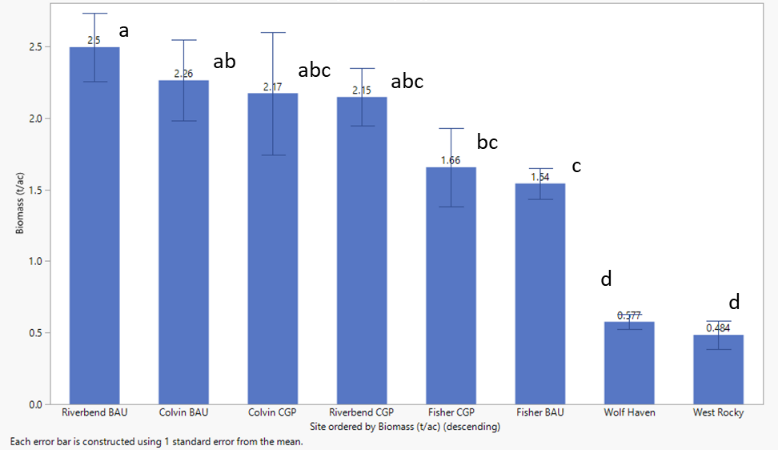 a
2.5
ab
2.26
abc
2.17
abc
2.15
bc
1.66
c
1.54
d
0.577
d
0.484
Biomass (t/ac)
2.5
2.0
1.5
1.0
0.5
0.0
Riverbend BAU Colvin BAU Colvin CGP Riverbend CGP Fisher CGP Fisher BAU Wolf Haven West Rocky
Site ordered by Biomass (t/ac) (descending)
Each error bar is constructed using 1 standard error from the mean.